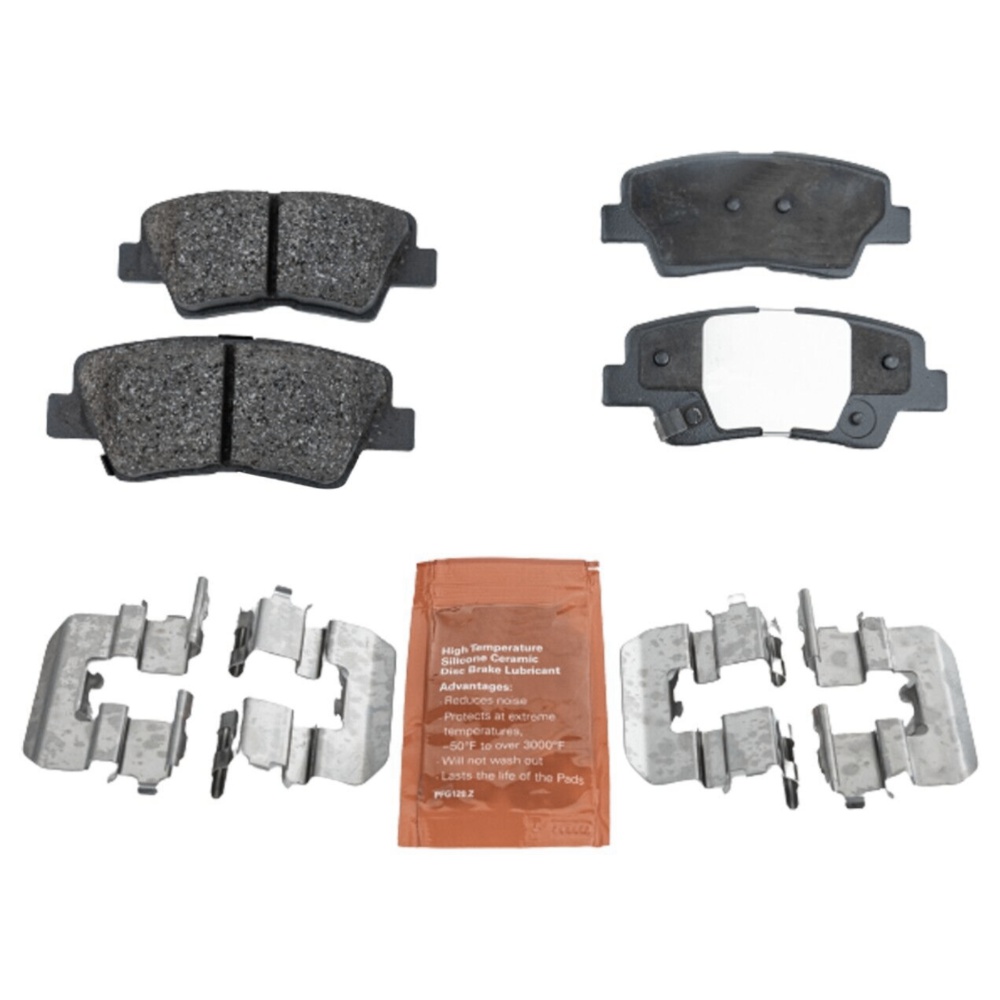 High Temperature
Silicone Ceramic
Disc Brake Lubricant
Advantages:
Reduces noise
Protects at extreme
temperatures,
-50°F to over 3000°F
Will not wash out
Lasts the life of the Pads
PFG120.Z